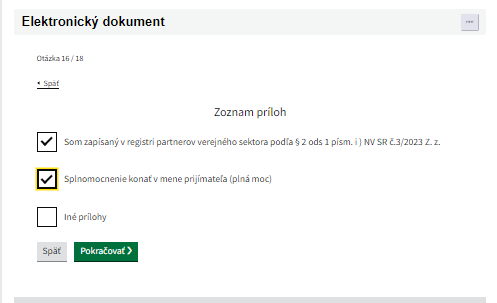 Elektronický dokument
Otázka 16 / 18
Späť
Zoznam príloh
Som zapísaný v registri partnerov verejného sektora podľa § 2 ods 1 písm. i ) NV SR č.3/2023 Z. z.
Splnomocnenie konať v mene prijímateľa (plná moc)
Iné prílohy
Späť Pokračovať